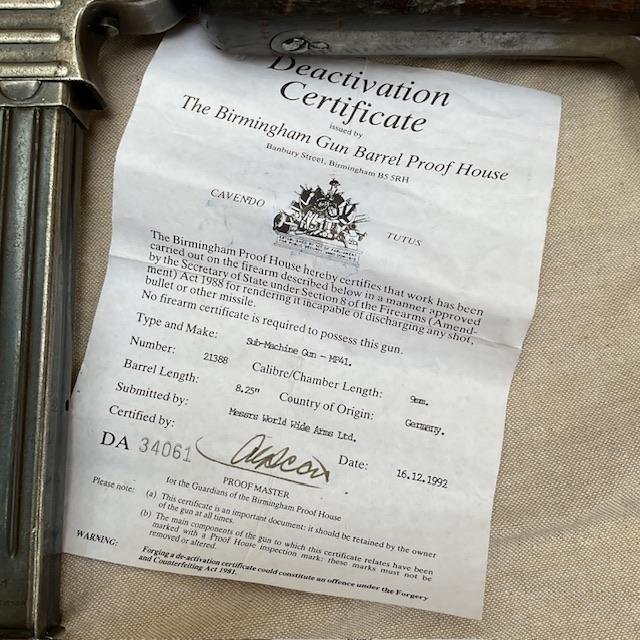 Deactivation
Certificate
issued by
The Birmingham Gun Barrel Proof House
Banbury Street, Birmingham B5 5RH
CAVENDO TUTUS
The Birmingham Proof House hereby certifies that work has been
carried out on the firearm described below in a manner approved
by the Secretary of State under Section 8 of the Firearms (Amend-
ment) Act 1988 for rendering it incapable of discharging any shot,
bullet or other missile.
No firearm certificate is required to possess this gun.
Type and Make: Sub-Machine Gun - MP41.
Number: 21388 Calibre/Chamber Length: 9mm.
Barrel Length: 8.25" Country of Origin: Germany.
Submitted by: Messrs World Wide Arms Ltd.
Certified by: Date: 16.12.1992
DA 34061
PROOF MASTER
for the Guardians of the Birmingham Proof House
Please note: (a) This certificate is an important document: it should be retained by the owner
of the gun at all times.
(b) The main components of the gun to which this certificate relates have been
marked with a Proof House inspection mark: these marks must not be
removed or altered.
WARNING: Forging a de-activation certificate could constitute an offence under the Forgery
and Counterfeiting Act 1981.